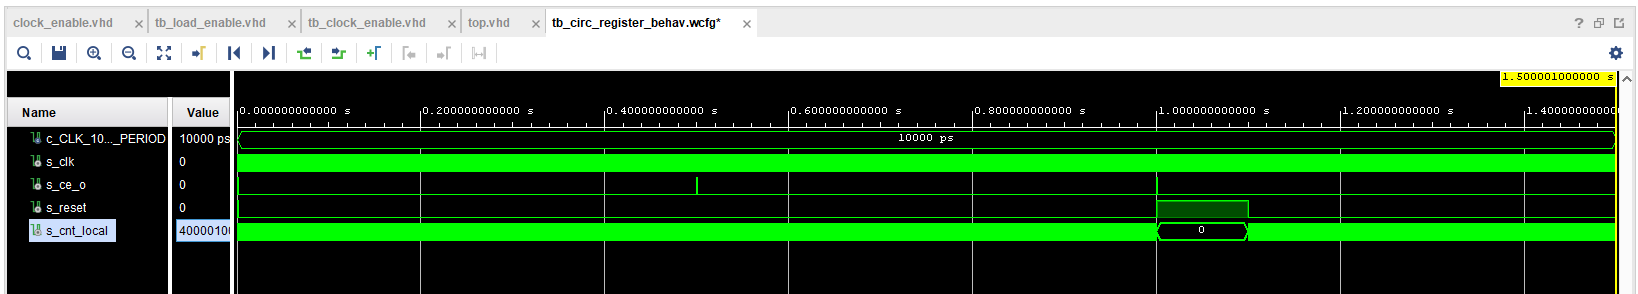 clock_enable.vhd × tb_load_enable.vhd × tb_clock_enable.vhd × top.vhd × tb_circ_register_behav.wcfg* ×
?
1.500001000000 s
Name Value
0.000000000000 s 0.200000000000 s 0.400000000000 s 0.600000000000 s 0.800000000000 s 1.000000000000 s 1.200000000000 s 1.4000000000
c_CLK_10..._PERIOD 10000 ps 10000 ps
s_clk 0
s_ce_o 0
s_reset 0
s_cnt_local 4000010 0